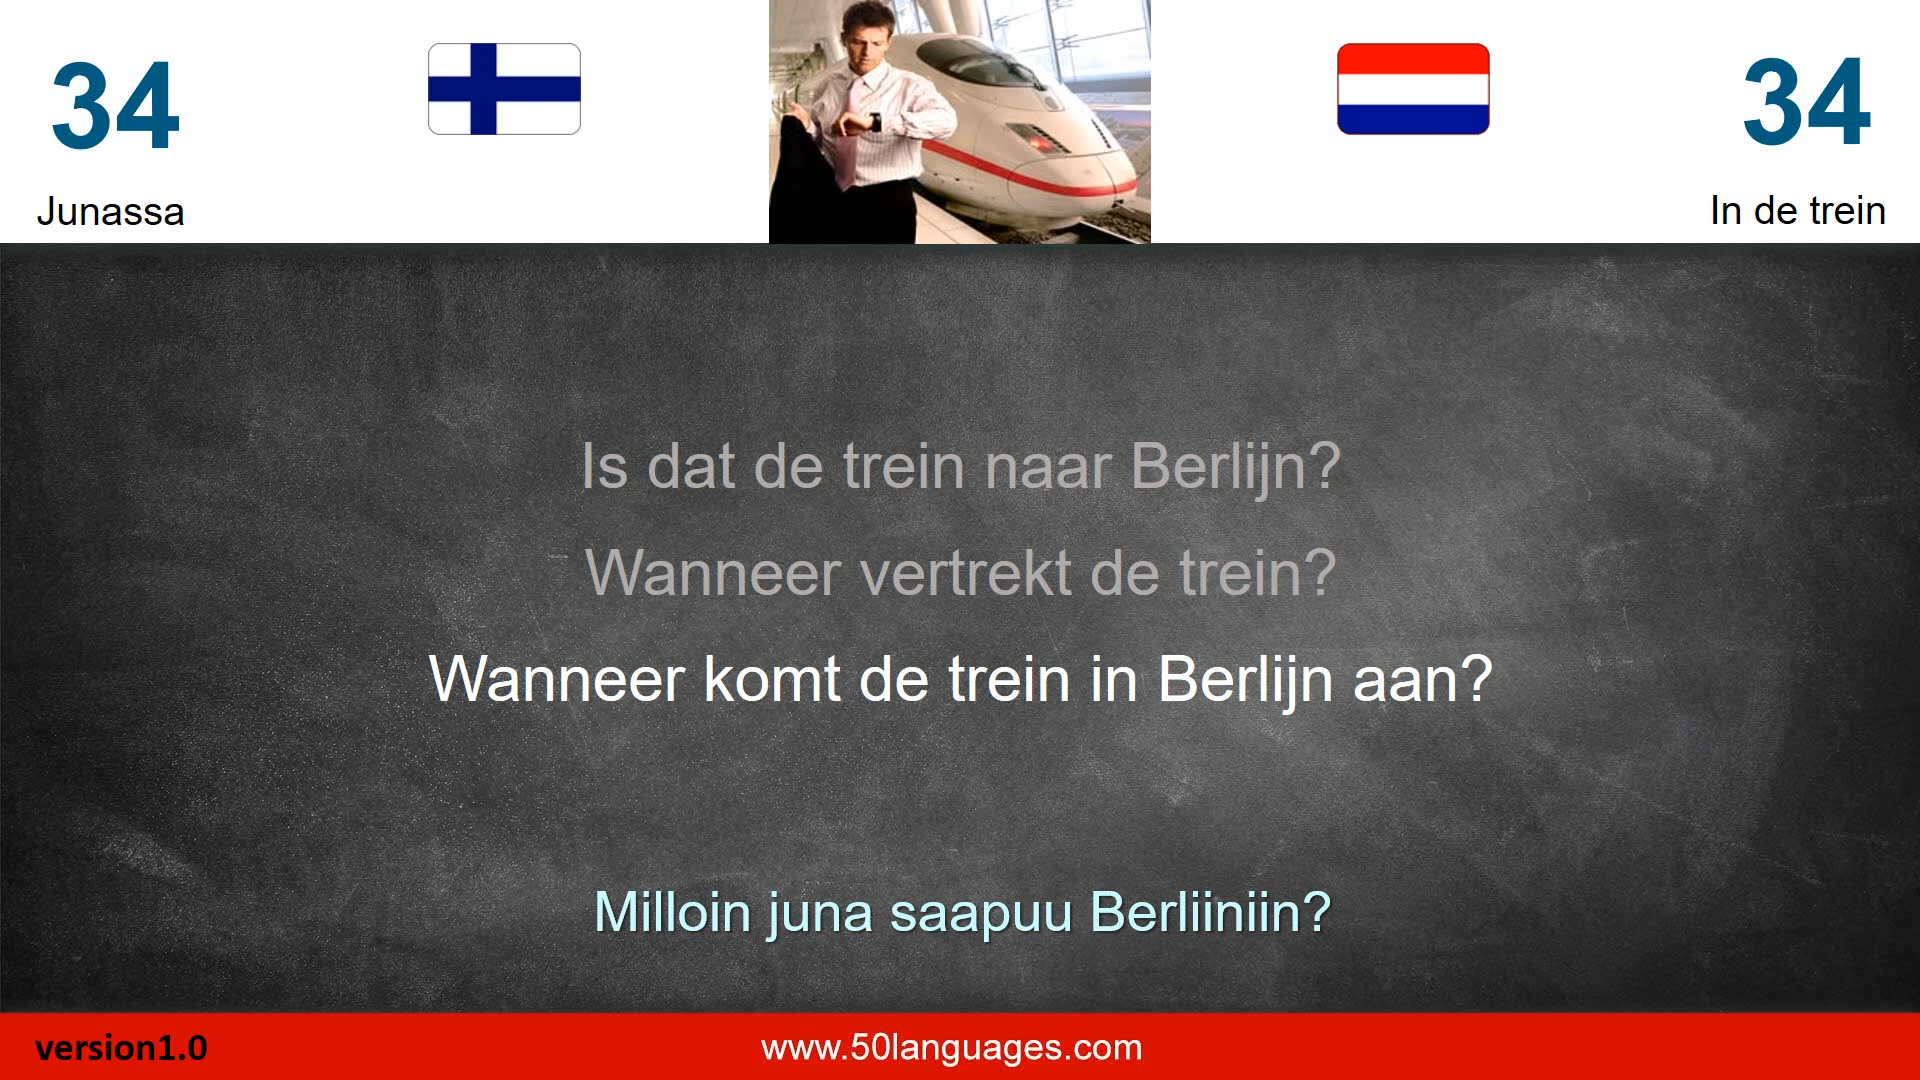 34
Junassa
34
In de trein
Is dat de trein naar Berlijn?
Wanneer vertrekt de trein?
Wanneer komt de trein in Berlijn aan?
Milloin juna saapuu Berliiniin?
version1.0
www.50languages.com